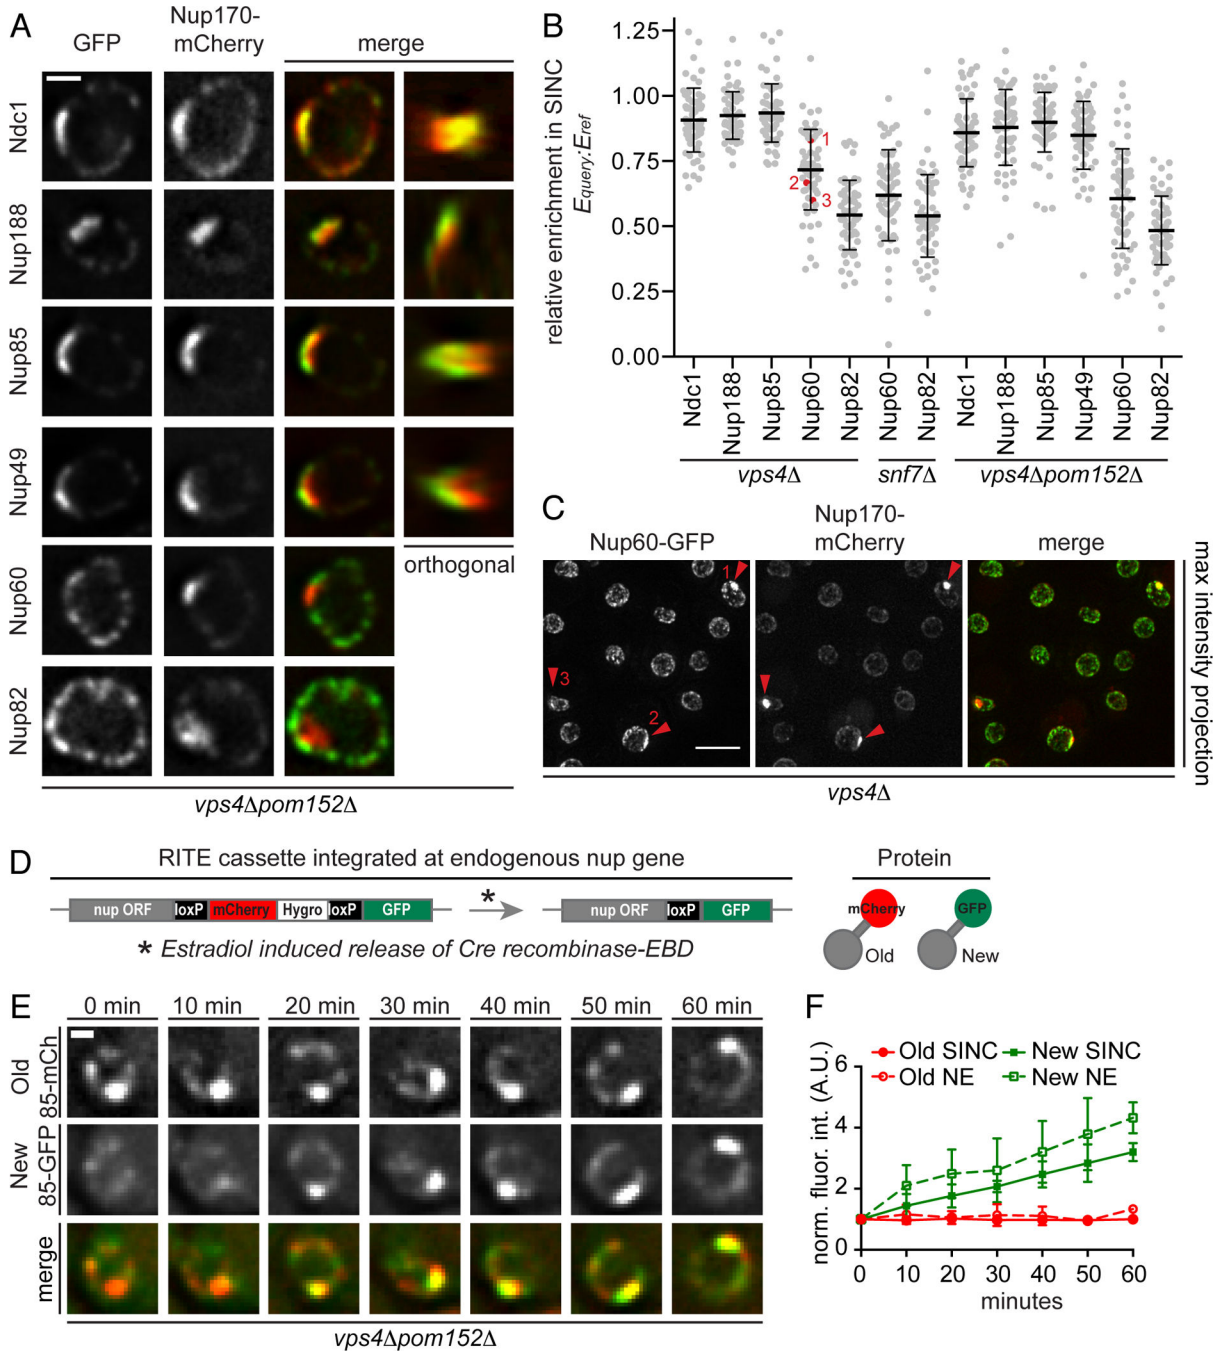 A
GFP
Nup170-
mCherry
merge
Ndc1
Nup188
Nup85
Nup49
orthogonal
Nup60
Nup82
vps4Δpom152Δ
B
relative enrichment in SINC
Equery:Eref
1.25
1.00
0.75
0.50
0.25
0.00
1
2
3
Ndc1
Nup188
Nup85
Nup60
Nup82
Nup60
Nup82
Ndc1
Nup188
Nup85
Nup49
Nup60
Nup82
vps4Δ
snf7Δ
vps4Δpom152Δ
C
Nup60-GFP
Nup170-
mCherry
merge
1
3
2
max intensity projection
vps4Δ
D
RITE cassette integrated at endogenous nup gene
Protein
nup ORF loxP mCherry Hygro loxP GFP
*
nup ORF loxP GFP
* Estradiol induced release of Cre recombinase-EBD
mCherry
Old
GFP
New
E
0 min 10 min 20 min 30 min 40 min 50 min 60 min
Old
85-mCh
New
85-GFP
merge
vps4Δpom152Δ
F
Old SINC New SINC
Old NE New NE
norm. fluor. int. (A.U.)
6
4
2
0
0 10 20 30 40 50 60
minutes